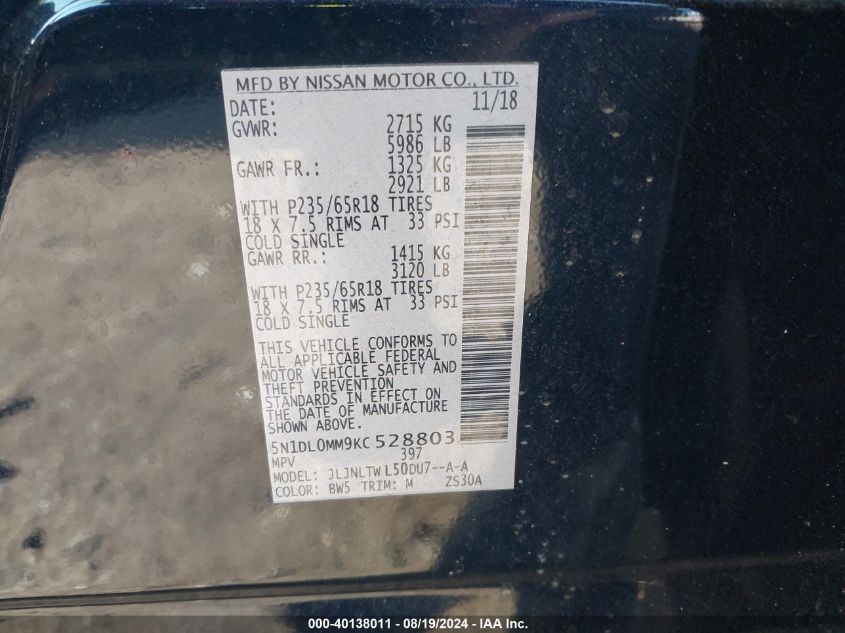 MFD BY NISSAN MOTOR CO., LTD.
DATE: 11/18
GVWR: 2715 KG
5986 LB
GAWR FR.: 1325 KG
2921 LB
WITH P235/65R18 TIRES
18 X 7.5 RIMS AT 33 PSI
COLD SINGLE
GAWR RR.: 1415 KG
3120 LB
WITH P235/65R18 TIRES
18 X 7.5 RIMS AT 33 PSI
COLD SINGLE
THIS VEHICLE CONFORMS TO
ALL APPLICABLE FEDERAL
MOTOR VEHICLE SAFETY AND
THEFT PREVENTION
STANDARDS IN EFFECT ON
THE DATE OF MANUFACTURE
SHOWN ABOVE.
5N1DL0MM9KC528803
MPV 397
MODEL: JLJNLTWL50DU7--A-A
COLOR: BW5 TRIM: M ZS30A
000-40138011 - 08/19/2024 - IAA Inc.